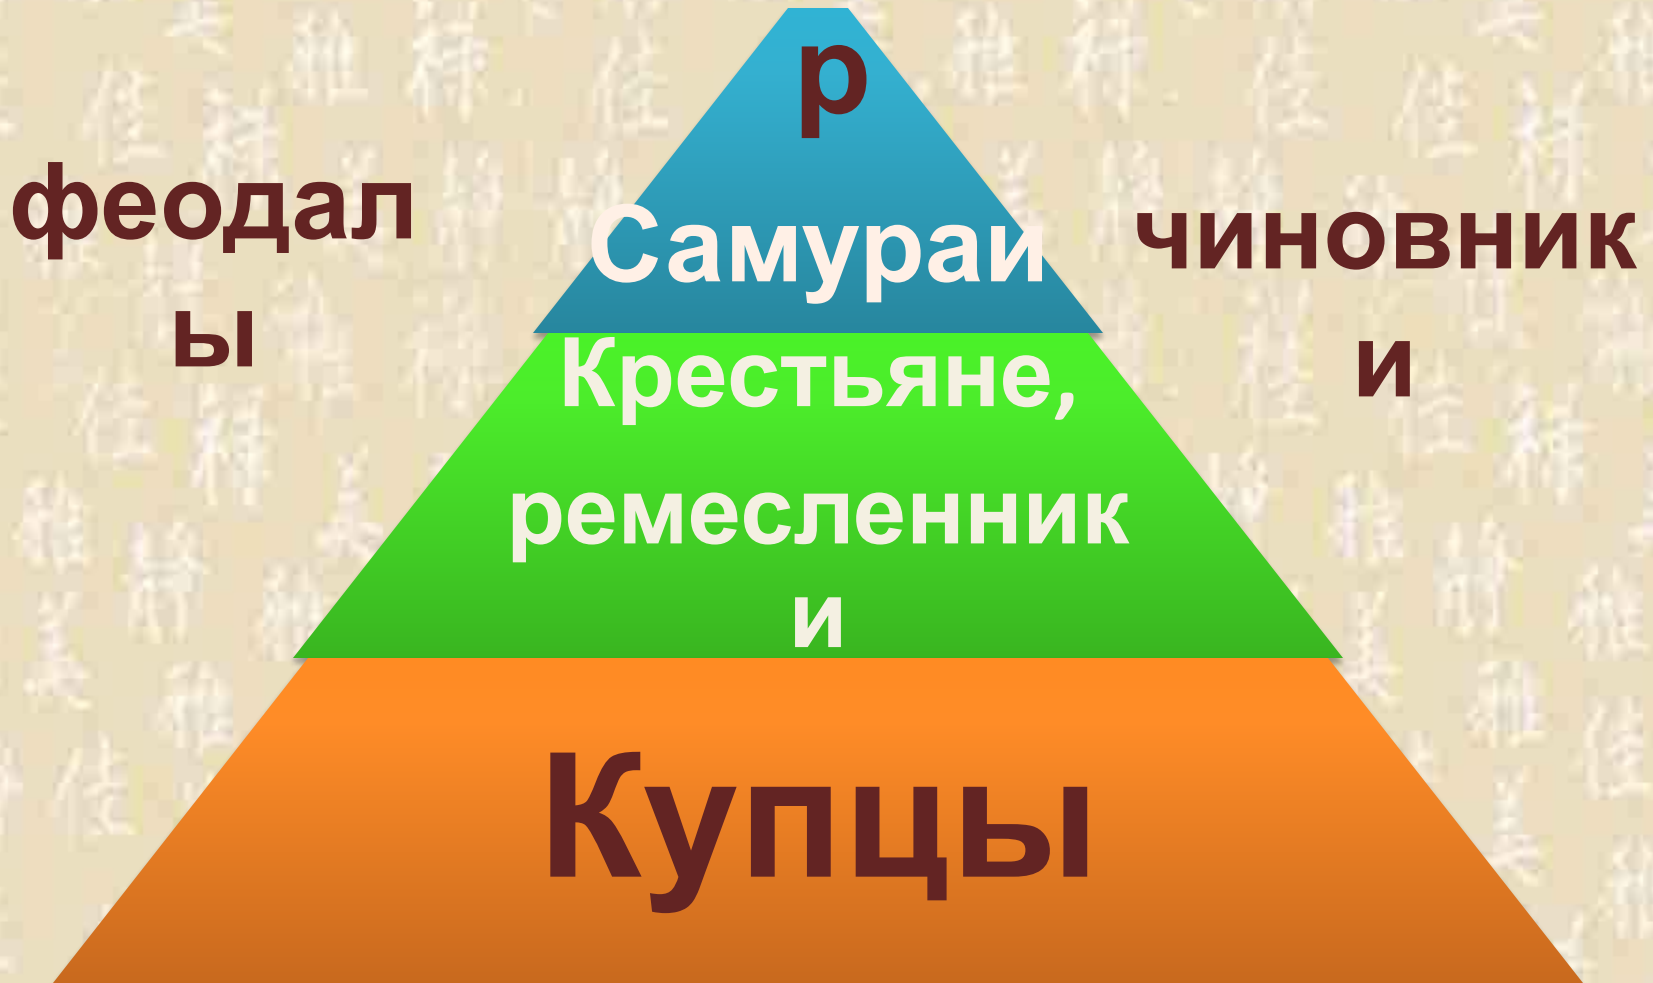 р
феодал
ы
Самураи
чиновник
и
Крестьяне,
ремесленник
и
Купцы